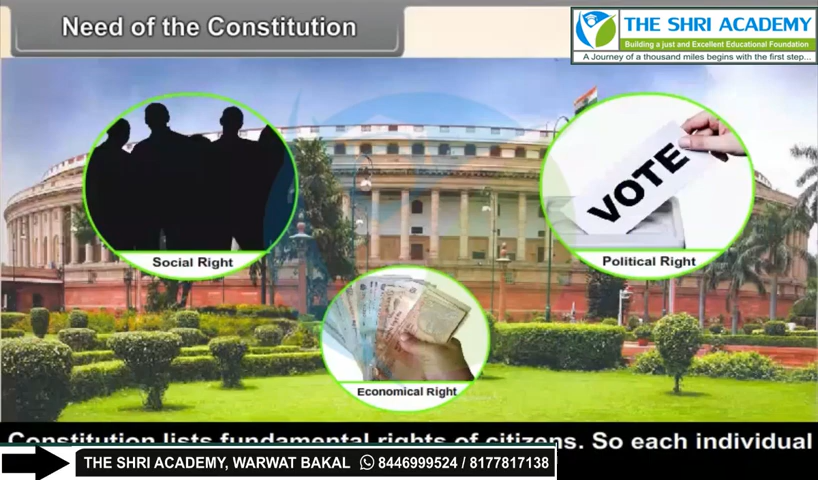 Need of the Constitution
THE SHRI ACADEMY
Building a just and Excellent Educational Foundation
A Journey of a thousand miles begins with the first step...
Social Right
VOTE
Political Right
Economical Right
Constitution lists fundamental rights of citizens. So each individual
THE SHRI ACADEMY, WARWAT BAKAL 8446999524 / 8177817138